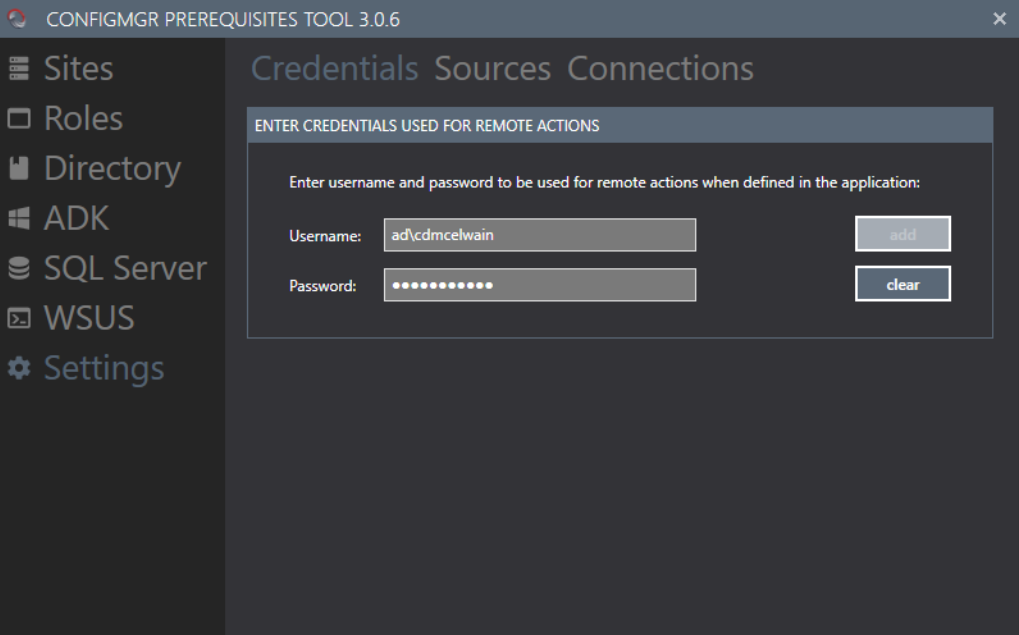 CONFIGMGR PREREQUISITES TOOL 3.0.6
Sites
Roles
Directory
ADK
SQL Server
WSUS
Settings
Credentials Sources Connections
ENTER CREDENTIALS USED FOR REMOTE ACTIONS
Enter username and password to be used for remote actions when defined in the application:
Username: ad\cdmcelwain add
Password: ●●●●●●●●●●● clear